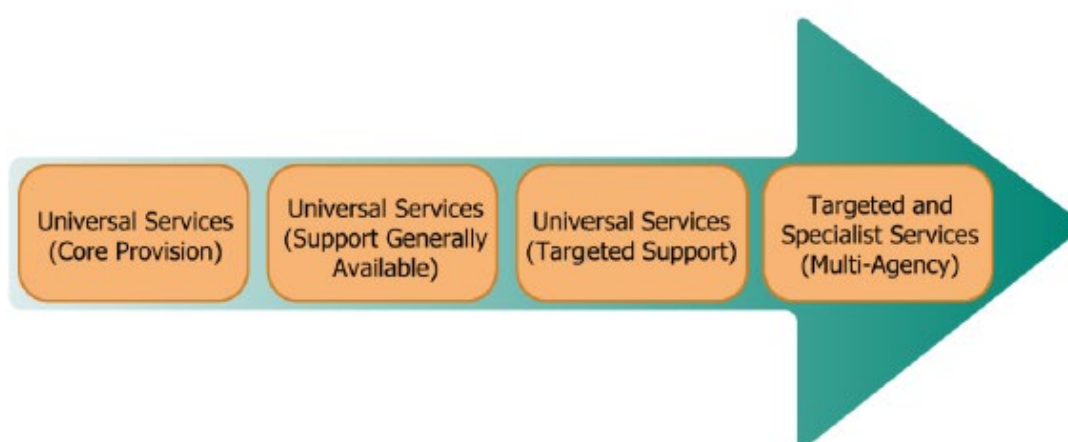 Universal Services
(Core Provision)
Universal Services
(Support Generally
Available)
Universal Services
(Targeted Support)
Targeted and
Specialist Services
(Multi-Agency)